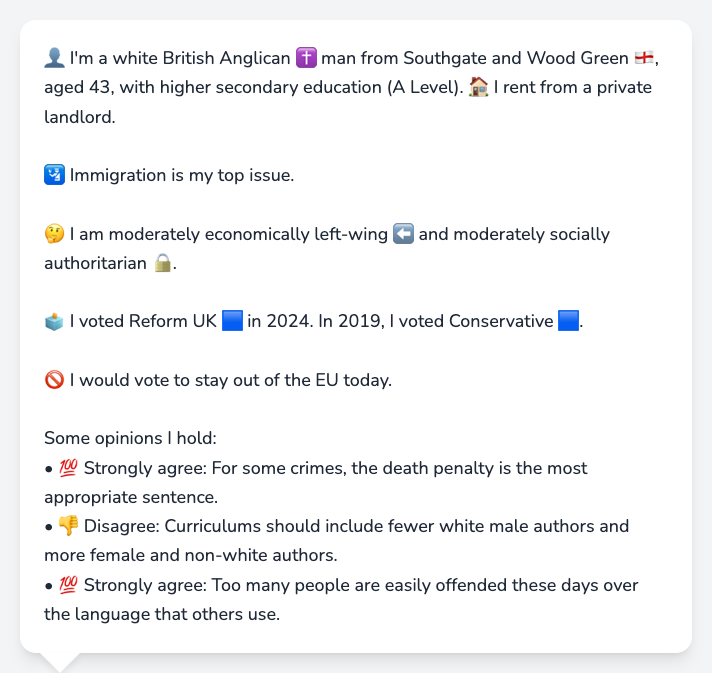 👤 I'm a white British Anglican ✝️ man from Southgate and Wood Green 🏴󠁧󠁢󠁥󠁮󠁧󠁿,
aged 43, with higher secondary education (A Level). 🏠 I rent from a private
landlord.
🛂 Immigration is my top issue.
🤔 I am moderately economically left-wing ⬅️ and moderately socially
authoritarian 🔒.
🗳️ I voted Reform UK 🟦 in 2024. In 2019, I voted Conservative 🟦.
🚫 I would vote to stay out of the EU today.
Some opinions I hold:
• 💯 Strongly agree: For some crimes, the death penalty is the most
appropriate sentence.
• 👎 Disagree: Curriculums should include fewer white male authors and
more female and non-white authors.
• 💯 Strongly agree: Too many people are easily offended these days over
the language that others use.